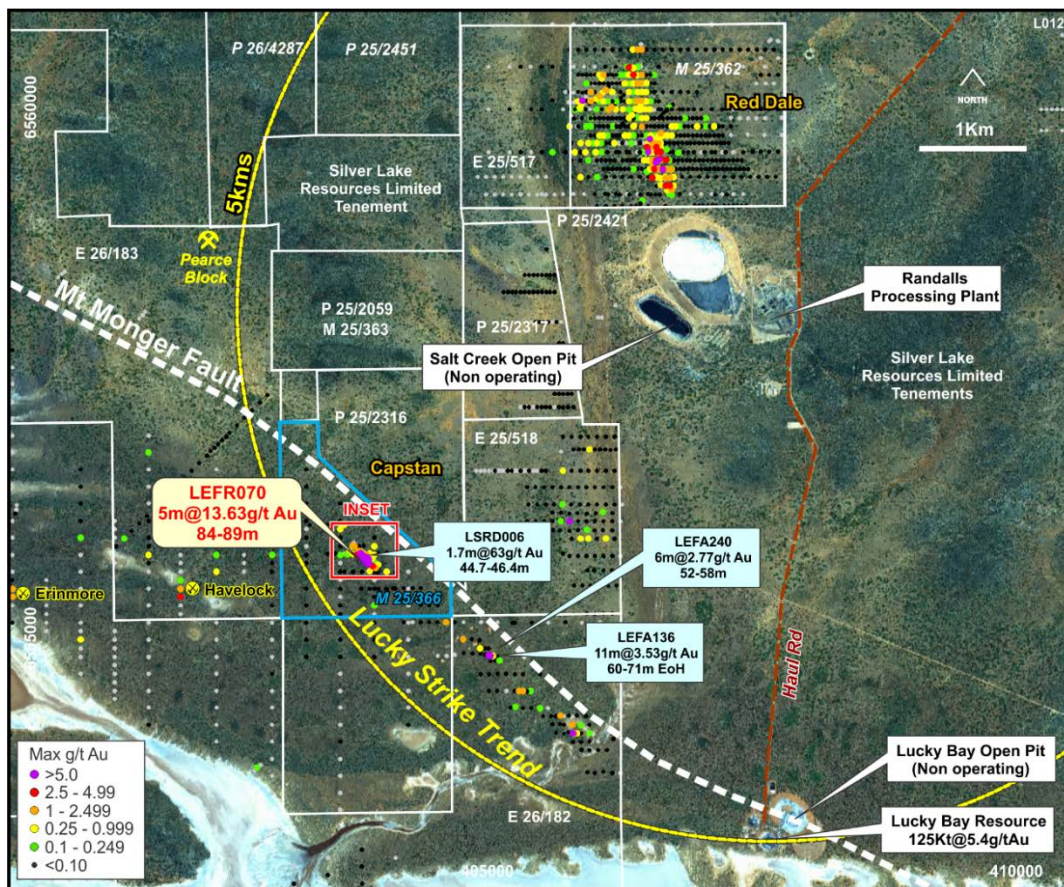 P 26/4287
P 25/2451
L012
M 25/362
Red Dale
NORTH
1Km
6560000
5kms
Silver Lake
Resources Limited
Tenement
E 25/517
P 25/2421
E 26/183
Pearce
Block
Mt Monger Fault
P 25/2059
M 25/363
P 25/2317
Randalls
Processing Plant
Salt Creek Open Pit
(Non operating)
Silver Lake
Resources Limited
Tenements
P 25/2316
E 25/518
Capstan
LEFR070
5m@13.63g/t Au
84-89m
INSET
LSRD006
1.7m@63g/t Au
44.7-46.4m
LEFA240
6m@2.77g/t Au
52-58m
Erinmore
Havelock
M 25/366
LEFA136
11m@3.53g/t Au
60-71m EoH
Lucky Strike Trend
Haul Rd
Max g/t Au
>5.0
2.5 - 4.99
1 - 2.499
0.25 - 0.999
0.1 - 0.249
<0.10
Lucky Bay Open Pit
(Non operating)
Lucky Bay Resource
125Kt@5.4g/tAu
E 26/182
405000
410000